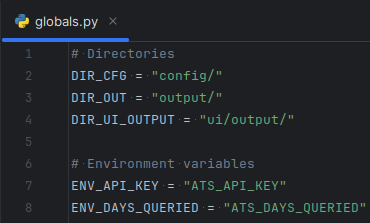 globals.py ×
1 # Directories
2 DIR_CFG = "config/"
3 DIR_OUT = "output/"
4 DIR_UI_OUTPUT = "ui/output/"
5
6 # Environment variables
7 ENV_API_KEY = "ATS_API_KEY"
8 ENV_DAYS_QUERIED = "ATS_DAYS_QUERIED"